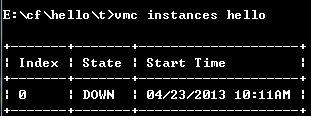 E:\cf\hello\t>vmc instances hello
+-------+-------+--------------------+
| Index | State | Start Time         |
+-------+-------+--------------------+
| 0     | DOWN  | 04/23/2013 10:11AM |
+-------+-------+--------------------+